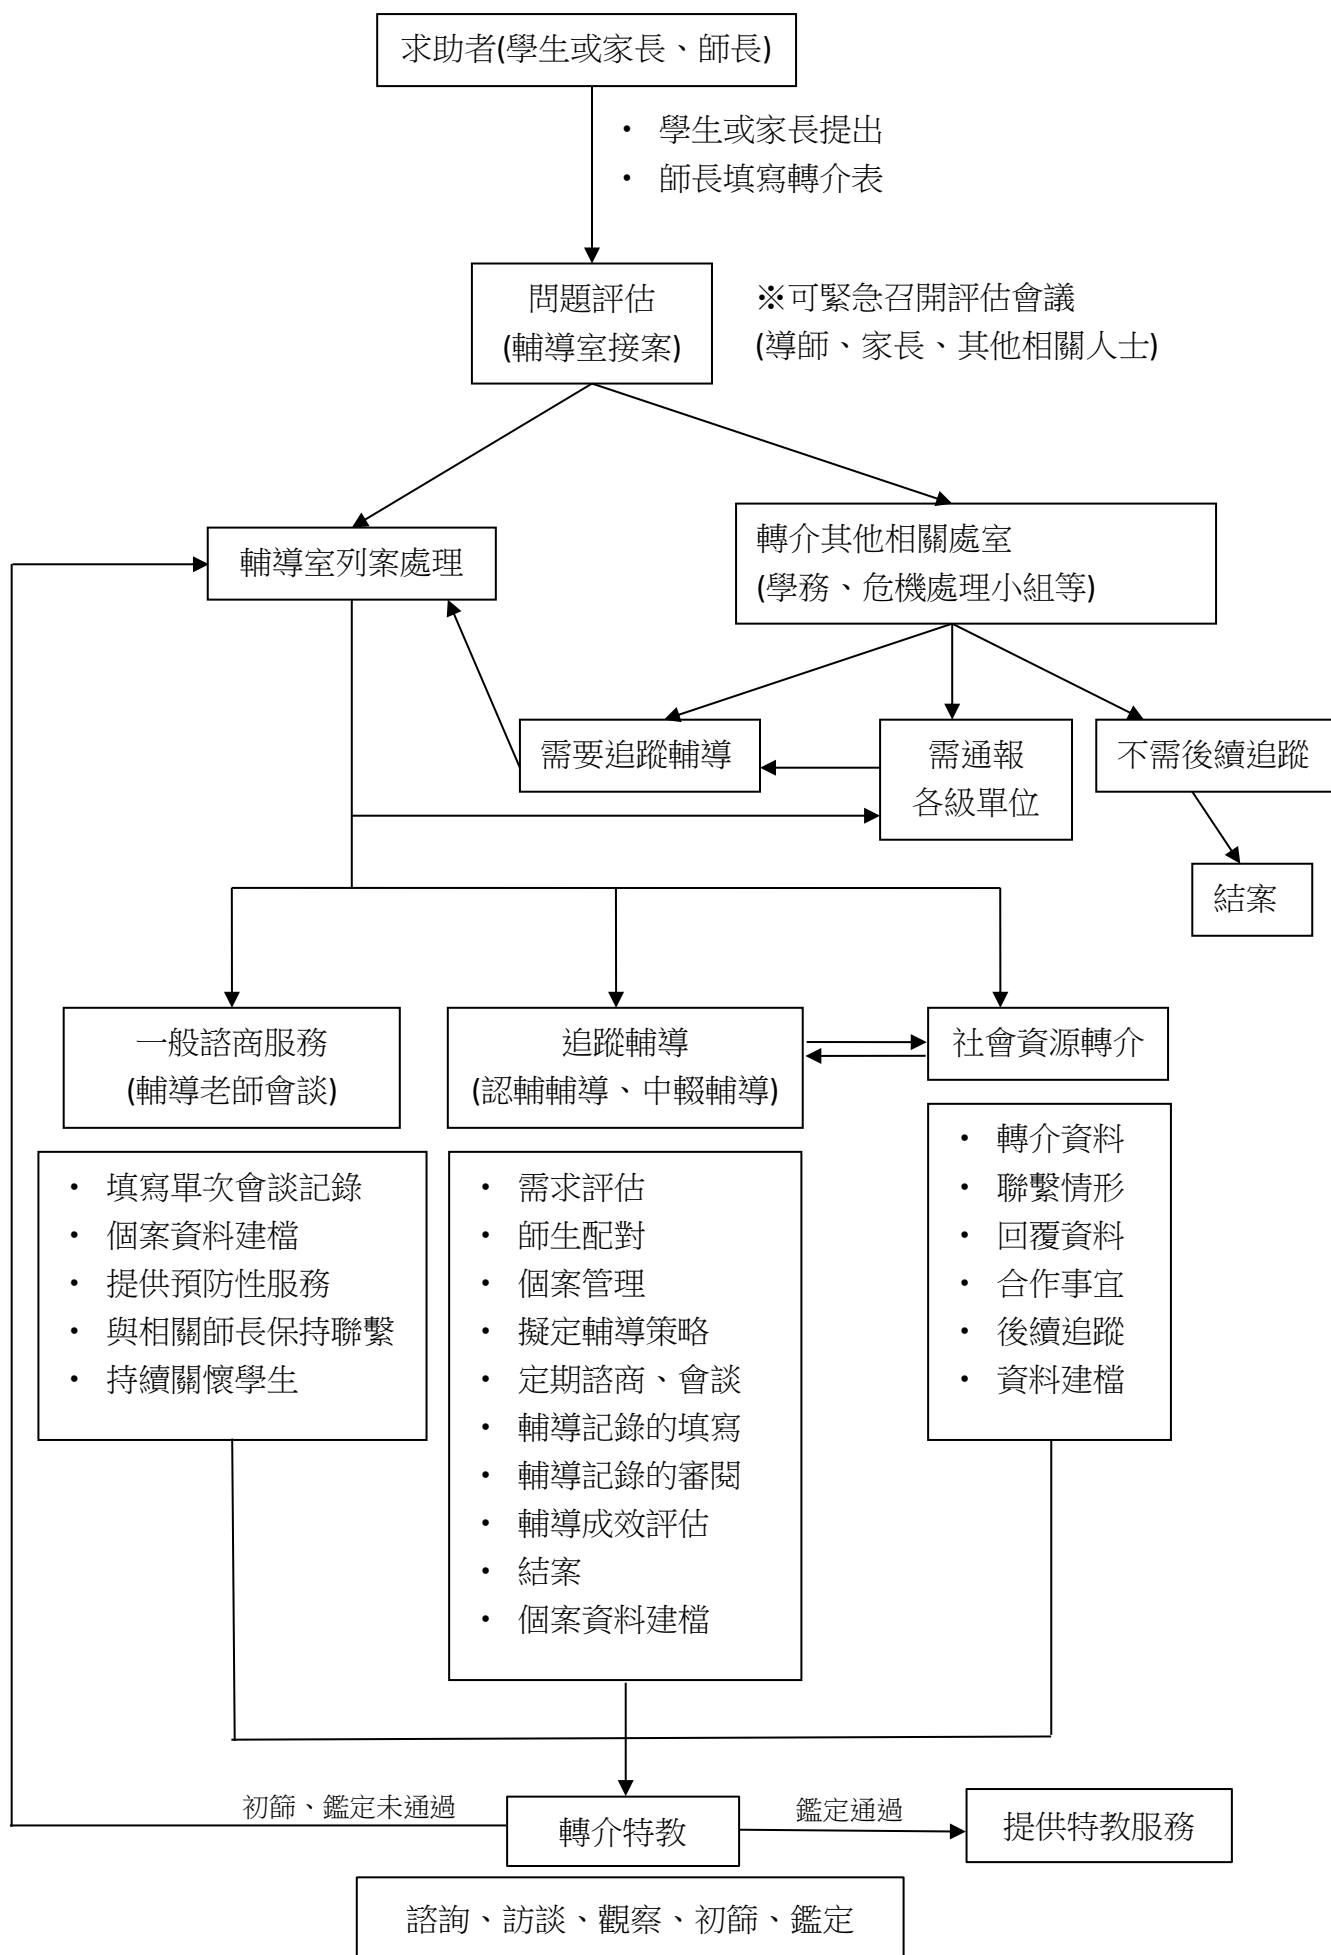 求助者(學生或家長、師長)
・ 學生或家長提出
・ 師長填寫轉介表
問題評估
(輔導室接案)
※可緊急召開評估會議
(導師、家長、其他相關人士)
輔導室列案處理
轉介其他相關處室
(學務、危機處理小組等)
需要追蹤輔導
需通報
各級單位
不需後續追蹤
結案
一般諮商服務
(輔導老師會談)
追蹤輔導
(認輔輔導、中輟輔導)
社會資源轉介
・ 填寫單次會談記錄
・ 個案資料建檔
・ 提供預防性服務
・ 與相關師長保持聯繫
・ 持續關懷學生
・ 需求評估
・ 師生配對
・ 個案管理
・ 擬定輔導策略
・ 定期諮商、會談
・ 輔導記錄的填寫
・ 輔導記錄的審閱
・ 輔導成效評估
・ 結案
・ 個案資料建檔
・ 轉介資料
・ 聯繫情形
・ 回覆資料
・ 合作事宜
・ 後續追蹤
・ 資料建檔
初篩、鑑定未通過
轉介特教
鑑定通過
提供特教服務
諮詢、訪談、觀察、初篩、鑑定